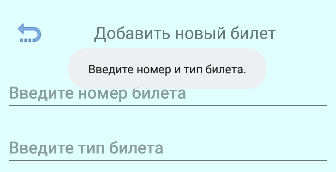 Добавить новый билет
Введите номер и тип билета.
Введите номер билета
Введите тип билета